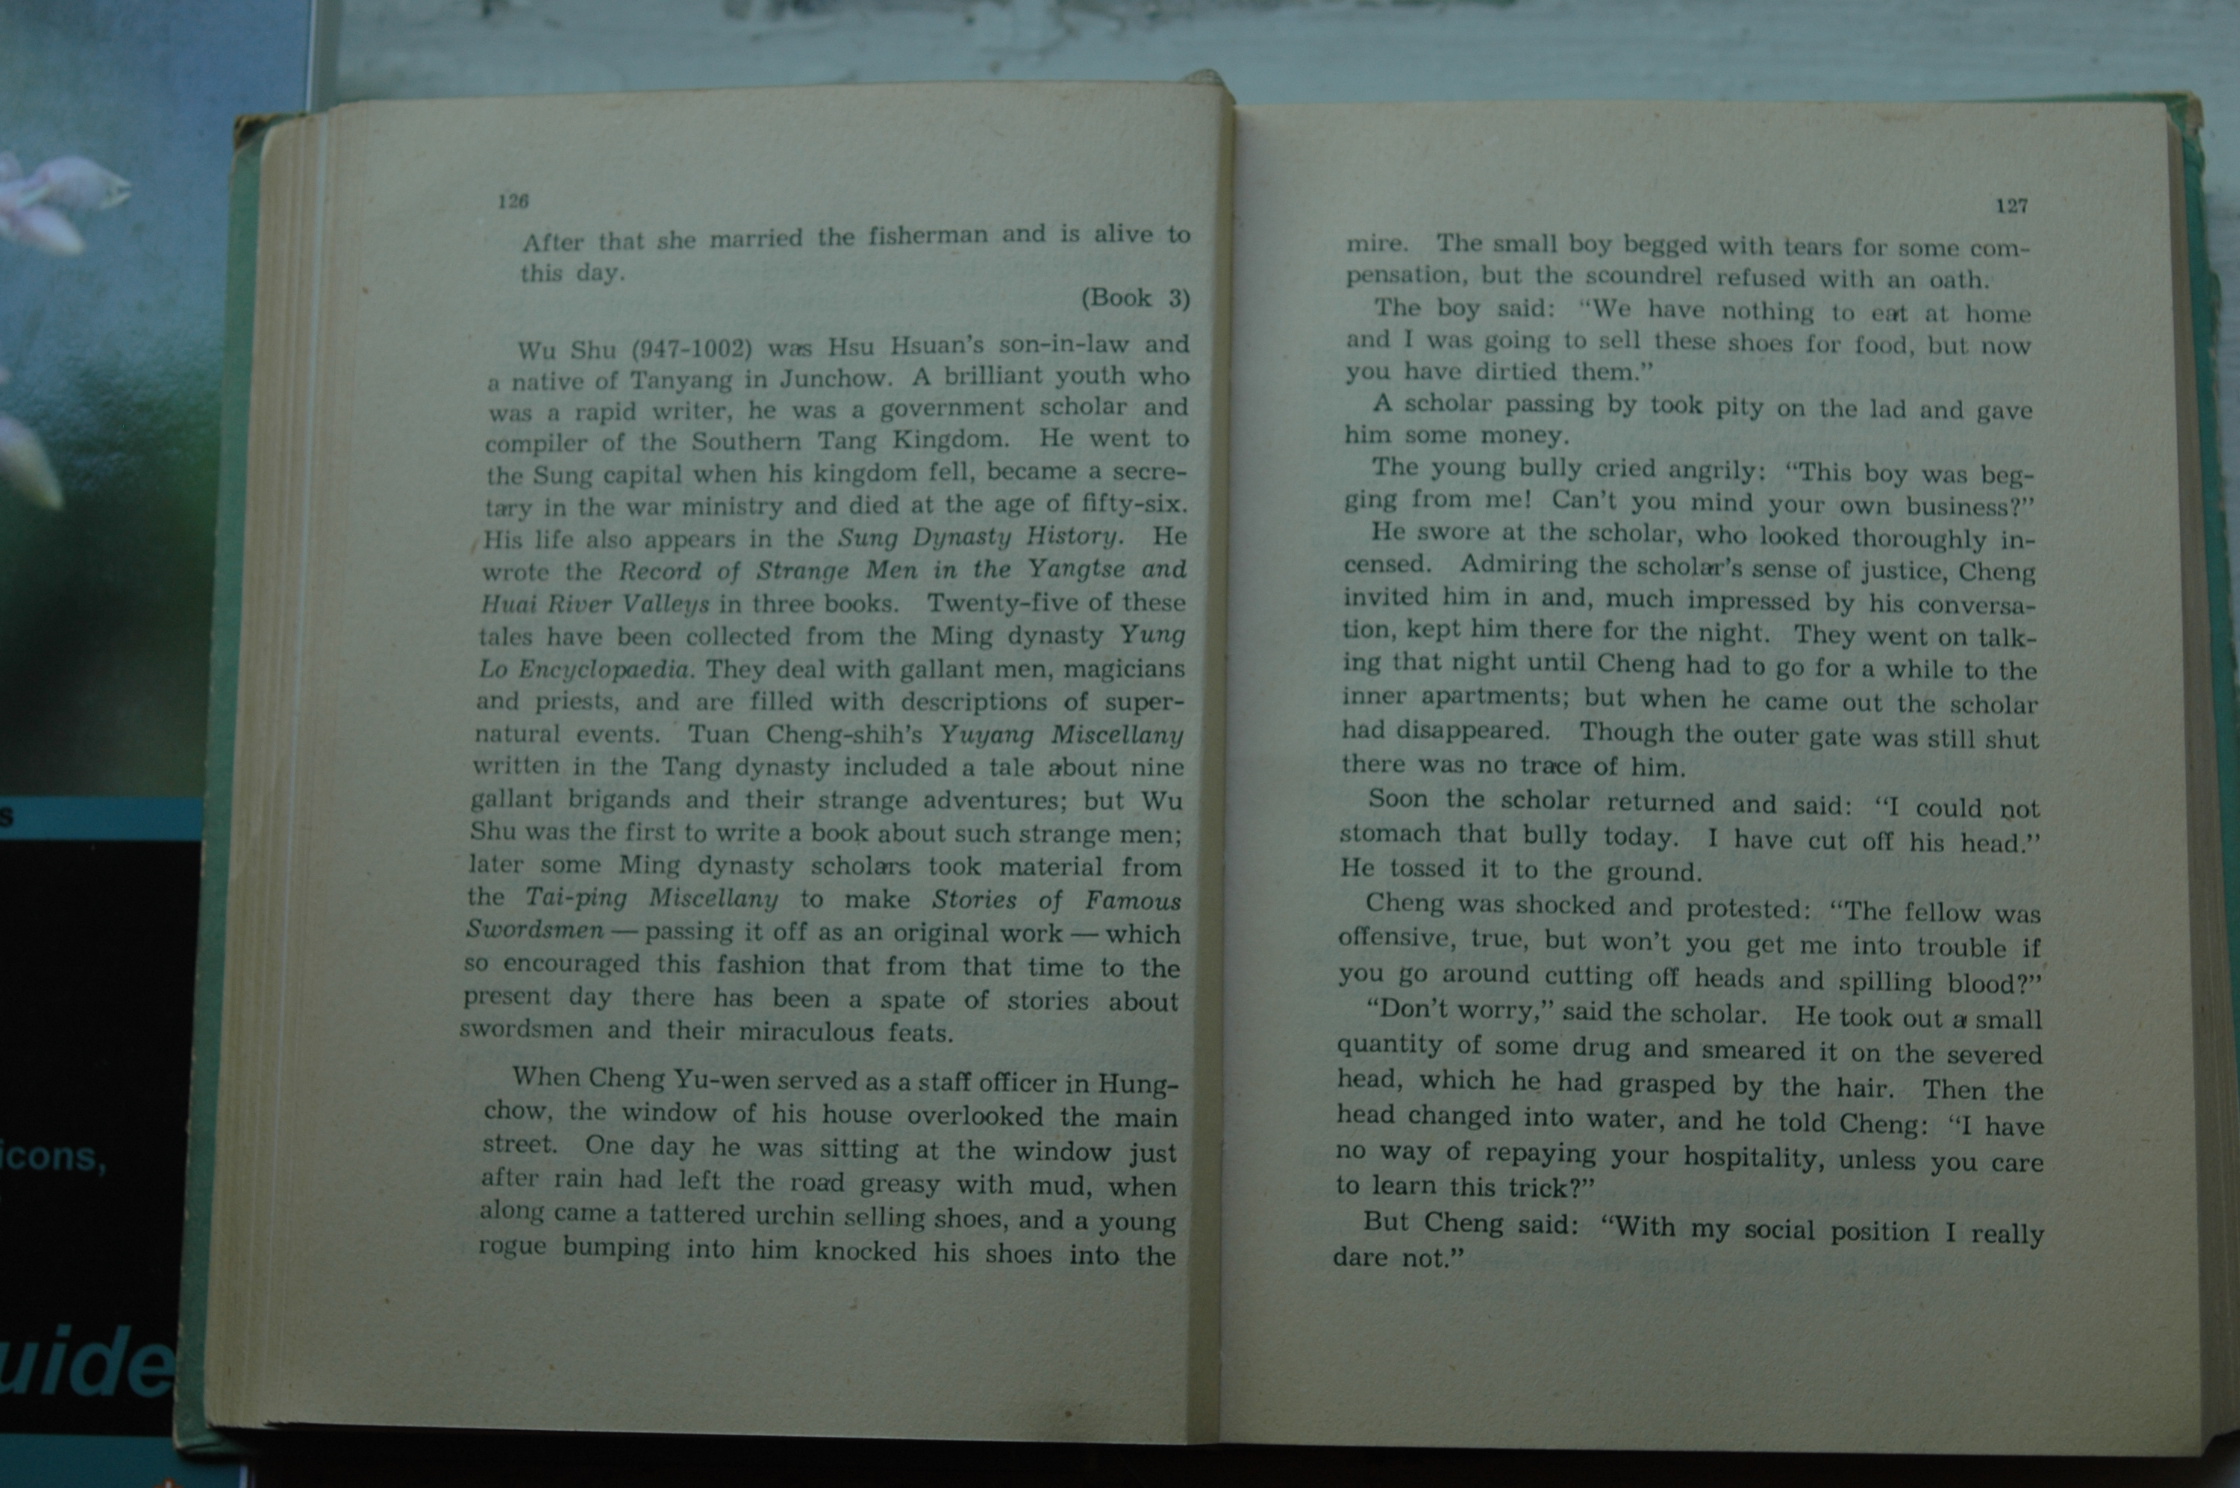 s
icons,
uide
126
After that she married the fisherman and is alive to
this day.
(Book 3)
Wu Shu (947-1002) was Hsu Hsuan's son-in-law and
a native of Tanyang in Junchow. A brilliant youth who
was a rapid writer, he was a government scholar and
compiler of the Southern Tang Kingdom. He went to
the Sung capital when his kingdom fell, became a secre-
tary in the war ministry and died at the age of fifty-six.
His life also appears in the Sung Dynasty History. He
wrote the Record of Strange Men in the Yangtse and
Huai River Valleys in three books. Twenty-five of these
tales have been collected from the Ming dynasty Yung
Lo Encyclopaedia. They deal with gallant men, magicians
and priests, and are filled with descriptions of super-
natural events. Tuan Cheng-shih's Yuyang Miscellany
written in the Tang dynasty included a tale about nine
gallant brigands and their strange adventures; but Wu
Shu was the first to write a book about such strange men;
later some Ming dynasty scholars took material from
the Tai-ping Miscellany to make Stories of Famous
Swordsmen — passing it off as an original work — which
so encouraged this fashion that from that time to the
present day there has been a spate of stories about
swordsmen and their miraculous feats.
When Cheng Yu-wen served as a staff officer in Hung-
chow, the window of his house overlooked the main
street. One day he was sitting at the window just
after rain had left the road greasy with mud, when
along came a tattered urchin selling shoes, and a young
rogue bumping into him knocked his shoes into the
127
mire. The small boy begged with tears for some com-
pensation, but the scoundrel refused with an oath.
The boy said: “We have nothing to eat at home
and I was going to sell these shoes for food, but now
you have dirtied them.”
A scholar passing by took pity on the lad and gave
him some money.
The young bully cried angrily: “This boy was beg-
ging from me! Can't you mind your own business?”
He swore at the scholar, who looked thoroughly in-
censed. Admiring the scholar's sense of justice, Cheng
invited him in and, much impressed by his conversa-
tion, kept him there for the night. They went on talk-
ing that night until Cheng had to go for a while to the
inner apartments; but when he came out the scholar
had disappeared. Though the outer gate was still shut
there was no trace of him.
Soon the scholar returned and said: “I could not
stomach that bully today. I have cut off his head.”
He tossed it to the ground.
Cheng was shocked and protested: “The fellow was
offensive, true, but won't you get me into trouble if
you go around cutting off heads and spilling blood?”
“Don't worry,” said the scholar. He took out a small
quantity of some drug and smeared it on the severed
head, which he had grasped by the hair. Then the
head changed into water, and he told Cheng: “I have
no way of repaying your hospitality, unless you care
to learn this trick?”
But Cheng said: “With my social position I really
dare not.”